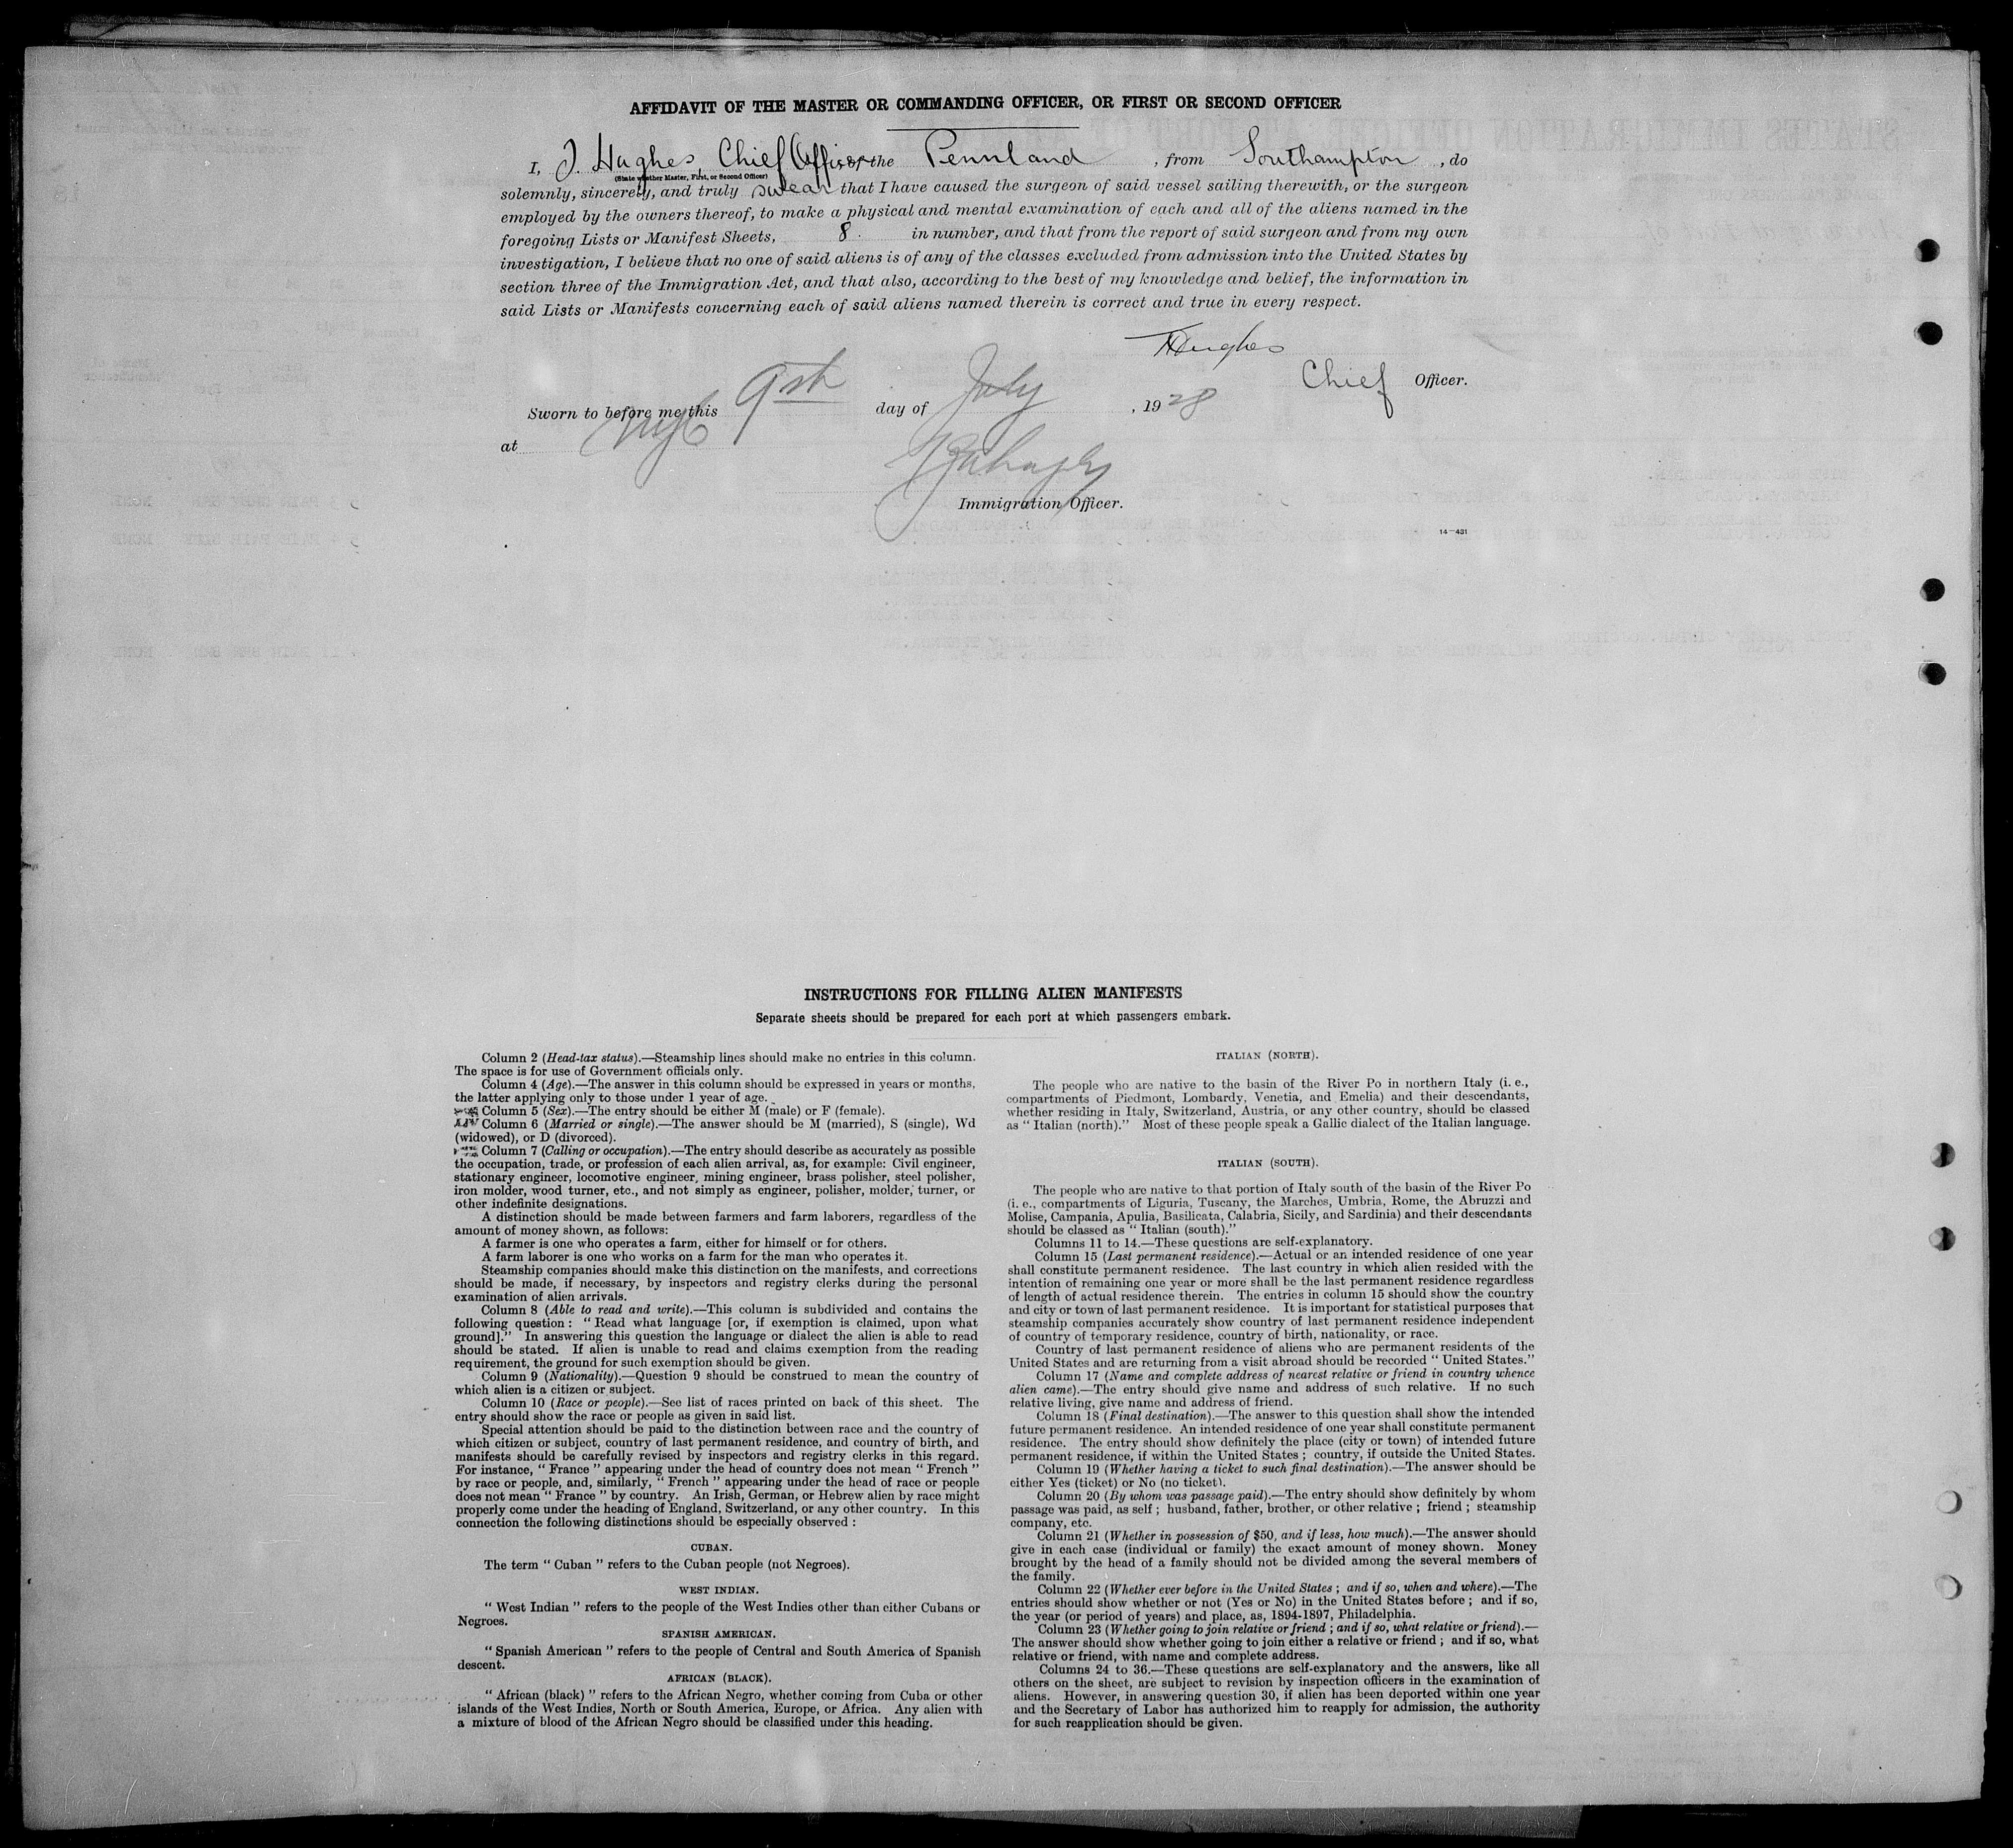 AFFIDAVIT OF THE MASTER OR COMMANDING OFFICER, OR FIRST OR SECOND OFFICER
I, J. Hughes, Chief Officer of the Pennland, from Southampton, do
(State whether Master, First, or Second Officer)
solemnly, sincerely, and truly swear that I have caused the surgeon of said vessel sailing therewith, or the surgeon
employed by the owners thereof, to make a physical and mental examination of each and all of the aliens named in the
foregoing Lists or Manifest Sheets, 8. in number, and that from the report of said surgeon and from my own
investigation, I believe that no one of said aliens is of any of the classes excluded from admission into the United States by
section three of the Immigration Act, and that also, according to the best of my knowledge and belief, the information in
said Lists or Manifests concerning each of said aliens named therein is correct and true in every respect.
JHughes
Chief Officer.
Sworn to before me this 9th day of July, 1928
at NYC
Immigration Officer.
14—431
INSTRUCTIONS FOR FILLING ALIEN MANIFESTS
Separate sheets should be prepared for each port at which passengers embark.
Column 2 (Head-tax status).—Steamship lines should make no entries in this column.
The space is for use of Government officials only.
Column 4 (Age).—The answer in this column should be expressed in years or months,
the latter applying only to those under 1 year of age.
Column 5 (Sex).—The entry should be either M (male) or F (female).
Column 6 (Married or single).—The answer should be M (married), S (single), Wd
(widowed), or D (divorced).
Column 7 (Calling or occupation).—The entry should describe as accurately as possible
the occupation, trade, or profession of each alien arrival, as, for example: Civil engineer,
stationary engineer, locomotive engineer, mining engineer, brass polisher, steel polisher,
iron molder, wood turner, etc., and not simply as engineer, polisher, molder, turner, or
other indefinite designations.
A distinction should be made between farmers and farm laborers, regardless of the
amount of money shown, as follows:
A farmer is one who operates a farm, either for himself or for others.
A farm laborer is one who works on a farm for the man who operates it.
Steamship companies should make this distinction on the manifests, and corrections
should be made, if necessary, by inspectors and registry clerks during the personal
examination of alien arrivals.
Column 8 (Able to read and write).—This column is subdivided and contains the
following question: "Read what language [or, if exemption is claimed, upon what
ground]." In answering this question the language or dialect the alien is able to read
should be stated. If alien is unable to read and claims exemption from the reading
requirement, the ground for such exemption should be given.
Column 9 (Nationality).—Question 9 should be construed to mean the country of
which alien is a citizen or subject.
Column 10 (Race or people).—See list of races printed on back of this sheet. The
entry should show the race or people as given in said list.
Special attention should be paid to the distinction between race and the country of
which citizen or subject, country of last permanent residence, and country of birth, and
manifests should be carefully revised by inspectors and registry clerks in this regard.
For instance, "France" appearing under the head of country does not mean "French"
by race or people, and, similarly, "French" appearing under the head of race or people
does not mean "France" by country. An Irish, German, or Hebrew alien by race might
properly come under the heading of England, Switzerland, or any other country. In this
connection the following distinctions should be especially observed:
CUBAN.
The term "Cuban" refers to the Cuban people (not Negroes).
WEST INDIAN.
"West Indian" refers to the people of the West Indies other than either Cubans or
Negroes.
SPANISH AMERICAN.
"Spanish American" refers to the people of Central and South America of Spanish
descent.
AFRICAN (BLACK).
"African (black)" refers to the African Negro, whether coming from Cuba or other
islands of the West Indies, North or South America, Europe, or Africa. Any alien with
a mixture of blood of the African Negro should be classified under this heading.
ITALIAN (NORTH).
The people who are native to the basin of the River Po in northern Italy (i. e.,
compartments of Piedmont, Lombardy, Venetia, and Emelia) and their descendants,
whether residing in Italy, Switzerland, Austria, or any other country, should be classed
as "Italian (north)." Most of these people speak a Gallic dialect of the Italian language.
ITALIAN (SOUTH).
The people who are native to that portion of Italy south of the basin of the River Po
(i. e., compartments of Liguria, Tuscany, the Marches, Umbria, Rome, the Abruzzi and
Molise, Campania, Apulia, Basilicata, Calabria, Sicily, and Sardinia) and their descendants
should be classed as "Italian (south)."
Columns 11 to 14.—These questions are self-explanatory.
Column 15 (Last permanent residence).—Actual or an intended residence of one year
shall constitute permanent residence. The last country in which alien resided with the
intention of remaining one year or more shall be the last permanent residence regardless
of length of actual residence therein. The entries in column 15 should show the country
and city or town of last permanent residence. It is important for statistical purposes that
steamship companies accurately show country of last permanent residence independent
of country of temporary residence, country of birth, nationality, or race.
Country of last permanent residence of aliens who are permanent residents of the
United States and are returning from a visit abroad should be recorded "United States."
Column 17 (Name and complete address of nearest relative or friend in country whence
alien came).—The entry should give name and address of such relative. If no such
relative living, give name and address of friend.
Column 18 (Final destination).—The answer to this question shall show the intended
future permanent residence. An intended residence of one year shall constitute permanent
residence. The entry should show definitely the place (city or town) of intended future
permanent residence, if within the United States; country, if outside the United States.
Column 19 (Whether having a ticket to such final destination).—The answer should be
either Yes (ticket) or No (no ticket).
Column 20 (By whom was passage paid).—The entry should show definitely by whom
passage was paid, as self; husband, father, brother, or other relative; friend; steamship
company, etc.
Column 21 (Whether in possession of $50, and if less, how much).—The answer should
give in each case (individual or family) the exact amount of money shown. Money
brought by the head of a family should not be divided among the several members of
the family.
Column 22 (Whether ever before in the United States; and if so, when and where).—The
entries should show whether or not (Yes or No) in the United States before; and if so,
the year (or period of years) and place, as, 1894-1897, Philadelphia.
Column 23 (Whether going to join relative or friend; and if so, what relative or friend).—
The answer should show whether going to join either a relative or friend; and if so, what
relative or friend, with name and complete address.
Columns 24 to 36.—These questions are self-explanatory and the answers, like all
others on the sheet, are subject to revision by inspection officers in the examination of
aliens. However, in answering question 30, if alien has been deported within one year
and the Secretary of Labor has authorized him to reapply for admission, the authority
for such reapplication should be given.